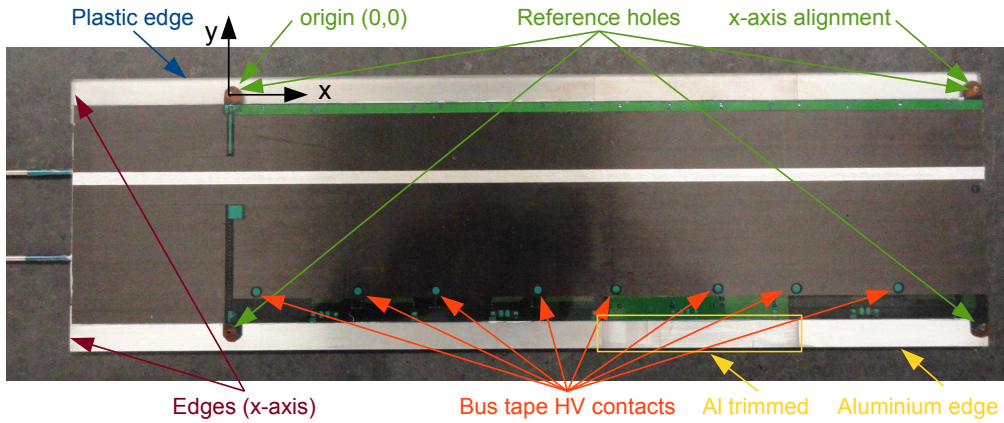 Plastic edge
origin (0,0)
Reference holes
x-axis alignment
y
x
Edges (x-axis)
Bus tape HV contacts
Al trimmed
Aluminium edge